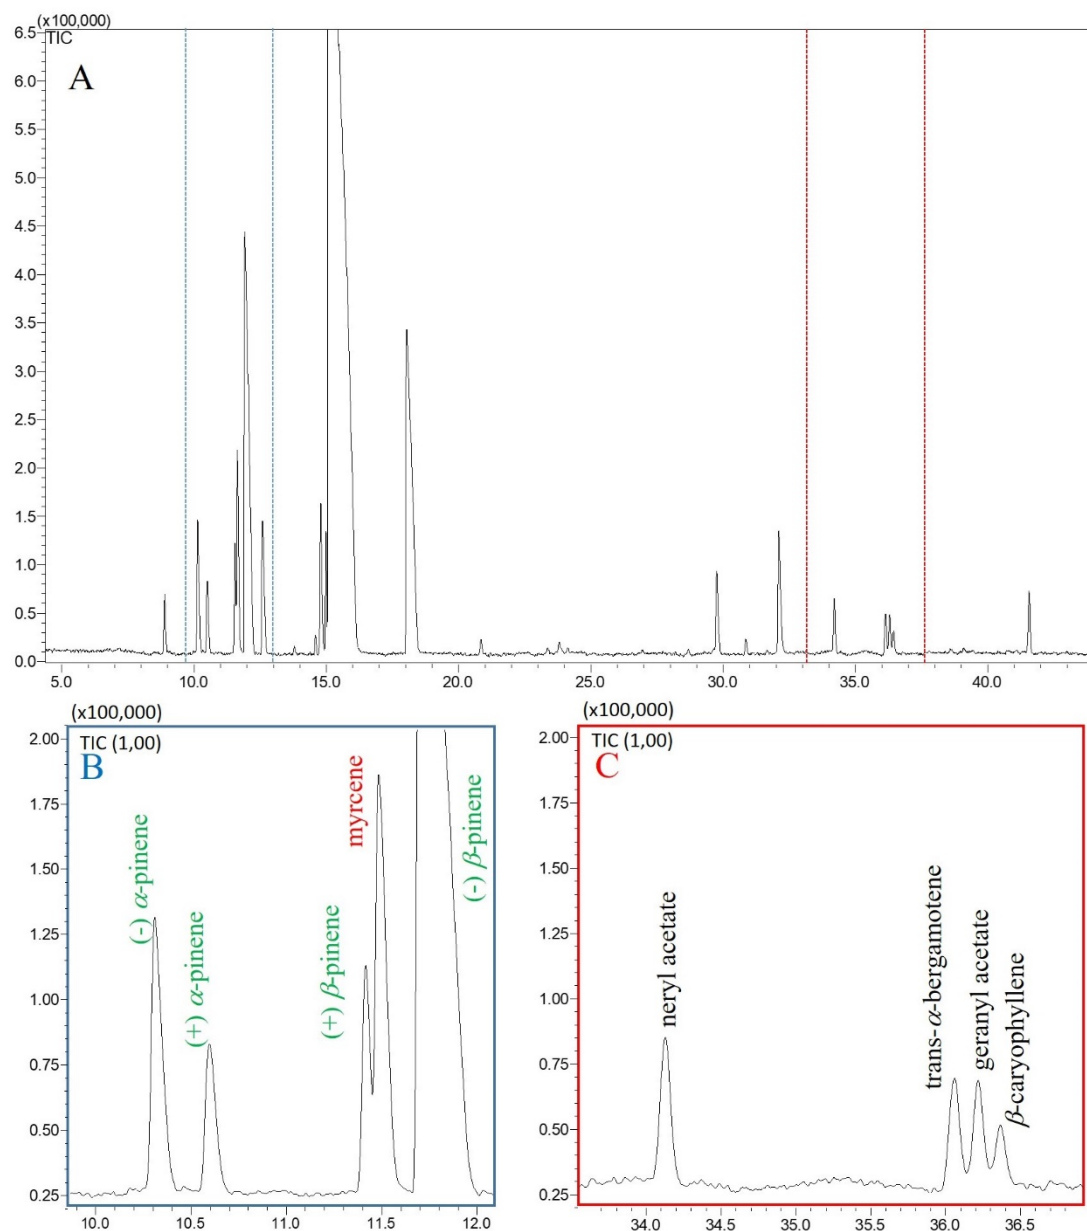 (x100,000)
TIC
A
6.5
6.0
5.5
5.0
4.5
4.0
3.5
3.0
2.5
2.0
1.5
1.0
0.5
0.0
5.0 10.0 15.0 20.0 25.0 30.0 35.0 40.0
(x100,000)
TIC (1,00)
B
2.00
1.75
1.50
1.25
1.00
0.75
0.50
0.25
(-) α-pinene
(+) α-pinene
(+) β-pinene
myrcene
(-) β-pinene
10.0 10.5 11.0 11.5 12.0
(x100,000)
TIC (1,00)
C
2.00
1.75
1.50
1.25
1.00
0.75
0.50
0.25
neryl acetate
trans-α-bergamotene
geranyl acetate
β-caryophyllene
34.0 34.5 35.0 35.5 36.0 36.5